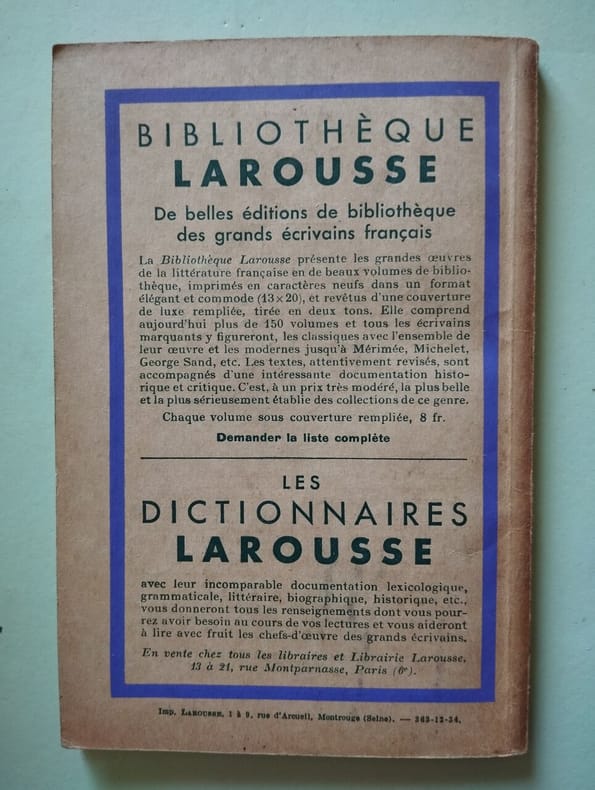 BIBLIOTHÈQUE
LAROUSSE
De belles éditions de bibliothèque
des grands écrivains français
La Bibliothèque Larousse présente les grandes œuvres
de la littérature française en de beaux volumes de biblio-
thèque, imprimés en caractères neufs dans un format
élégant et commode (13×20), et revêtus d'une couverture
de luxe rempliée, tirée en deux tons. Elle comprend
aujourd'hui plus de 150 volumes et tous les écrivains
marquants y figureront, les classiques avec l'ensemble de
leur œuvre et les modernes jusqu'à Mérimée, Michelet,
George Sand, etc. Les textes, attentivement revisés, sont
accompagnés d'une intéressante documentation histo-
rique et critique. C'est, à un prix très modéré, la plus belle
et la plus sérieusement établie des collections de ce genre.
Chaque volume sous couverture rempliée, 8 fr.
Demander la liste complète
LES
DICTIONNAIRES
LAROUSSE
avec leur incomparable documentation lexicologique,
grammaticale, littéraire, biographique, historique, etc.,
vous donneront tous les renseignements dont vous pour-
rez avoir besoin au cours de vos lectures et vous aideront
à lire avec fruit les chefs-d'œuvre des grands écrivains.
En vente chez tous les libraires et Librairie Larousse,
13 à 21, rue Montparnasse, Paris (6e).
Imp. LAROUSSE, 1 à 9, rue d'Arcueil, Montrouge (Seine). — 363-12-34.